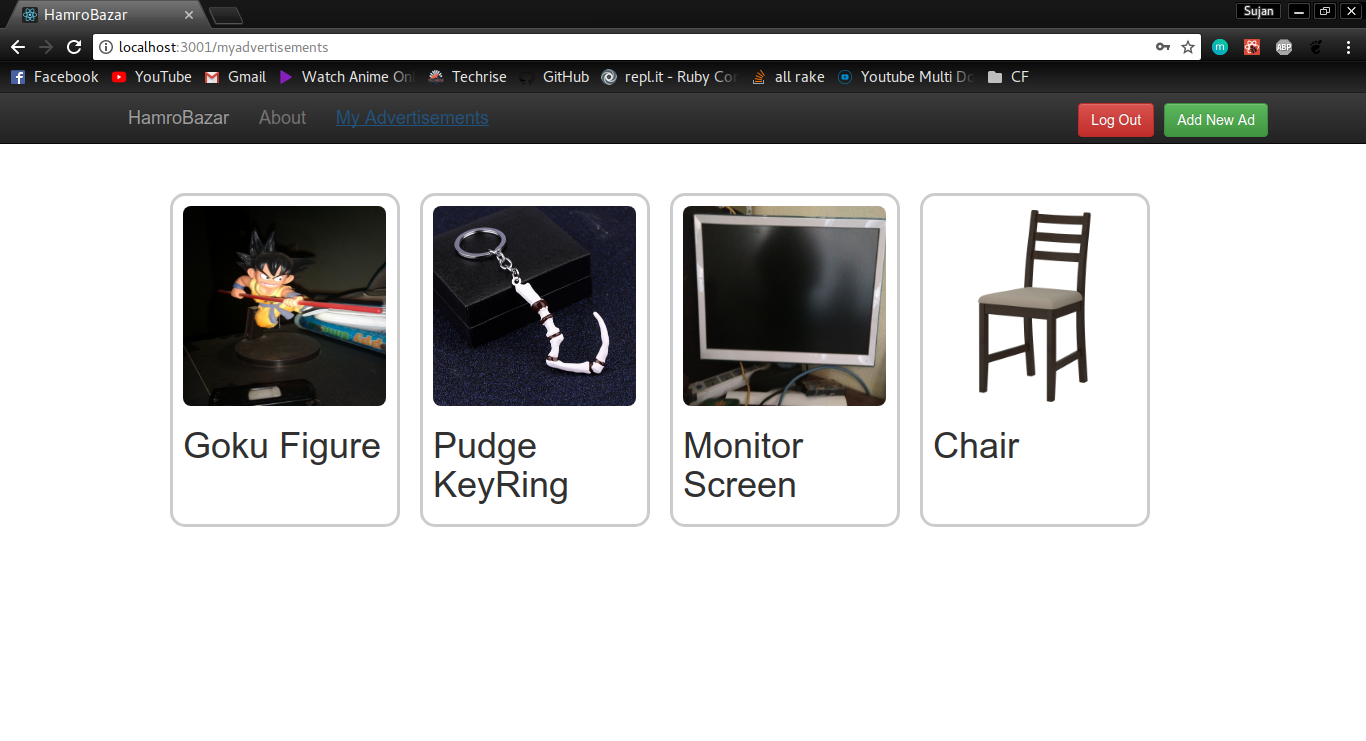 HamroBazar
Sujan
localhost:3001/myadvertisements
m
ABP
Facebook YouTube Gmail Watch Anime Onl Techrise GitHub repl.it - Ruby Con all rake Youtube Multi Do CF
HamroBazar About My Advertisements Log Out Add New Ad
Goku Figure
Pudge
KeyRing
Monitor
Screen
Chair